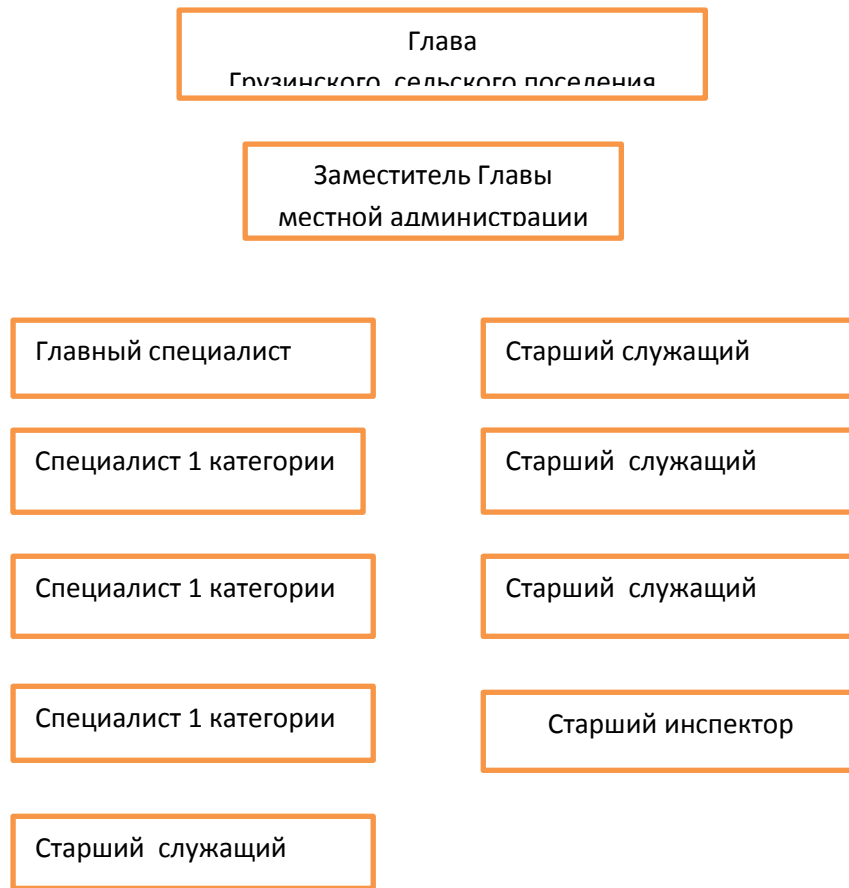 Глава
Грузинского сельского поселения
Заместитель Главы
местной администрации
Главный специалист
Специалист 1 категории
Специалист 1 категории
Специалист 1 категории
Старший служащий
Старший служащий
Старший служащий
Старший служащий
Старший инспектор